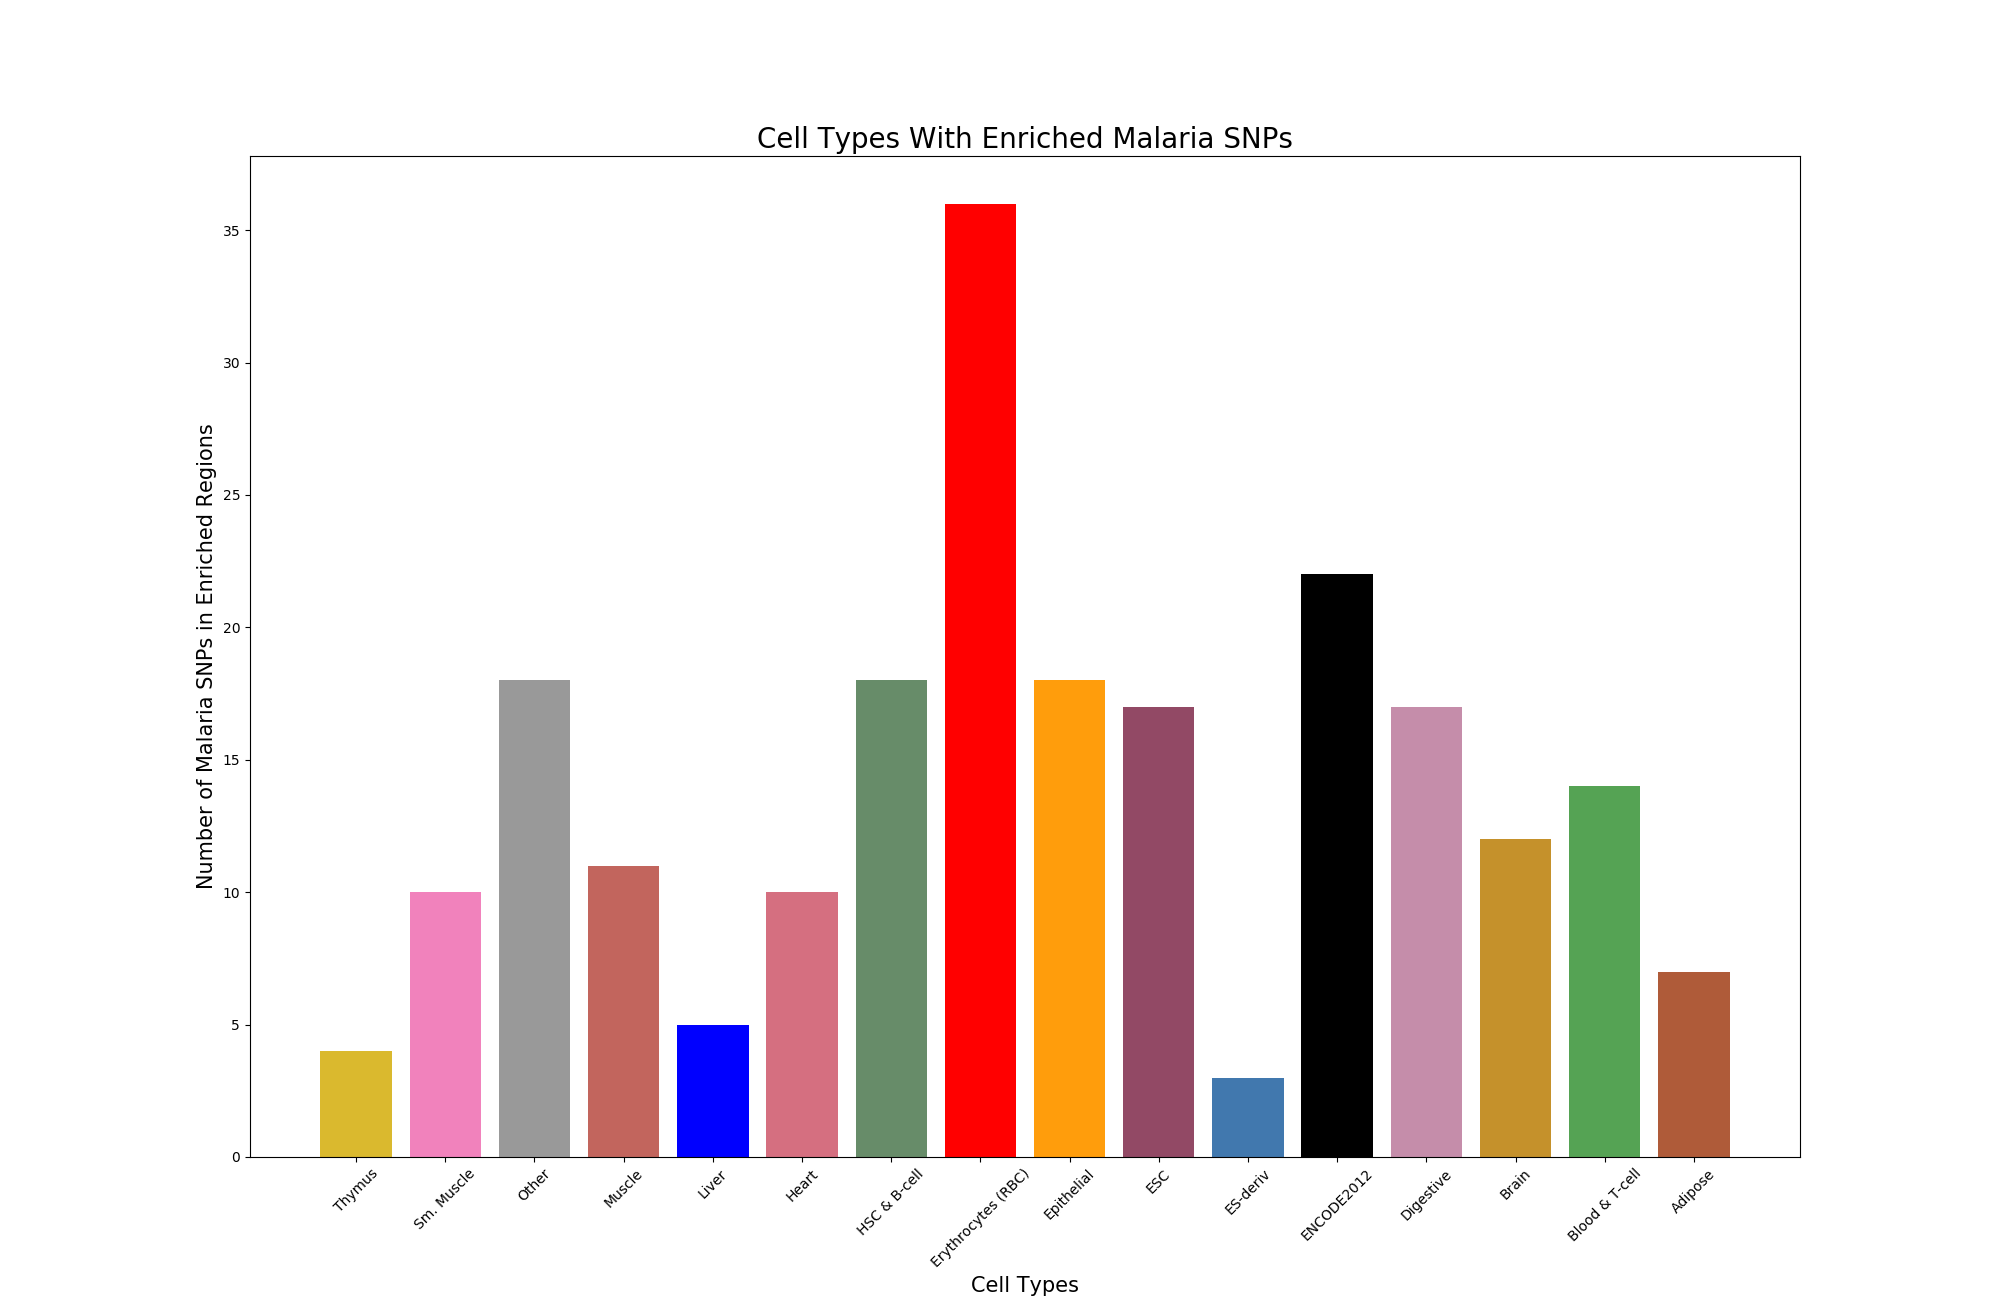 Cell Types With Enriched Malaria SNPs
Number of Malaria SNPs in Enriched Regions
35
30
25
20
15
10
5
0
Thymus
Sm. Muscle
Other
Muscle
Liver
Heart
HSC & B-cell
Erythrocytes (RBC)
Epithelial
ESC
ES-deriv
ENCODE2012
Digestive
Brain
Blood & T-cell
Adipose
Cell Types